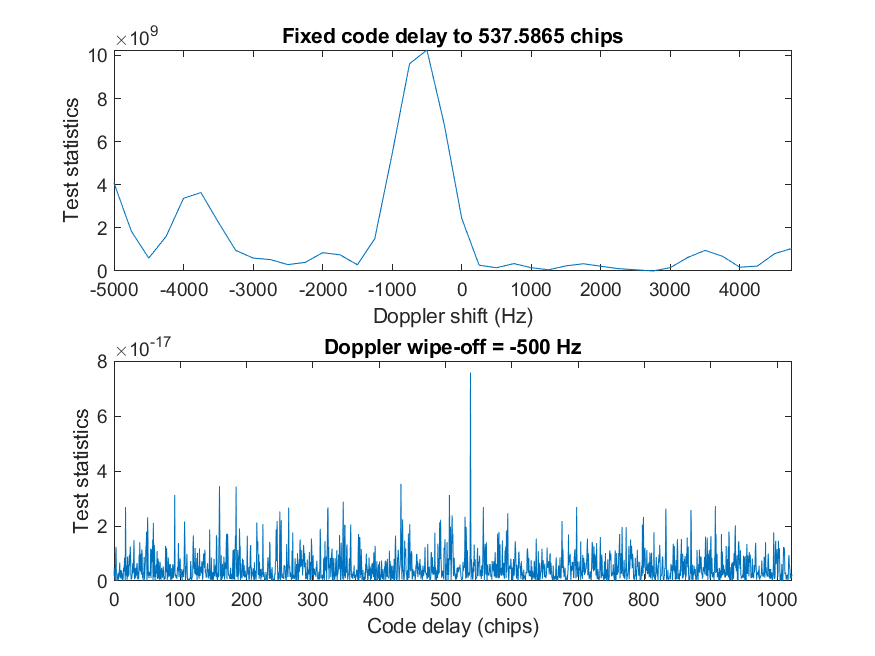 ×10⁹
Fixed code delay to 537.5865 chips
10
8
6
4
2
0
Test statistics
-5000 -4000 -3000 -2000 -1000 0 1000 2000 3000 4000
Doppler shift (Hz)
×10⁻¹⁷
Doppler wipe-off = -500 Hz
8
6
4
2
0
Test statistics
0 100 200 300 400 500 600 700 800 900 1000
Code delay (chips)